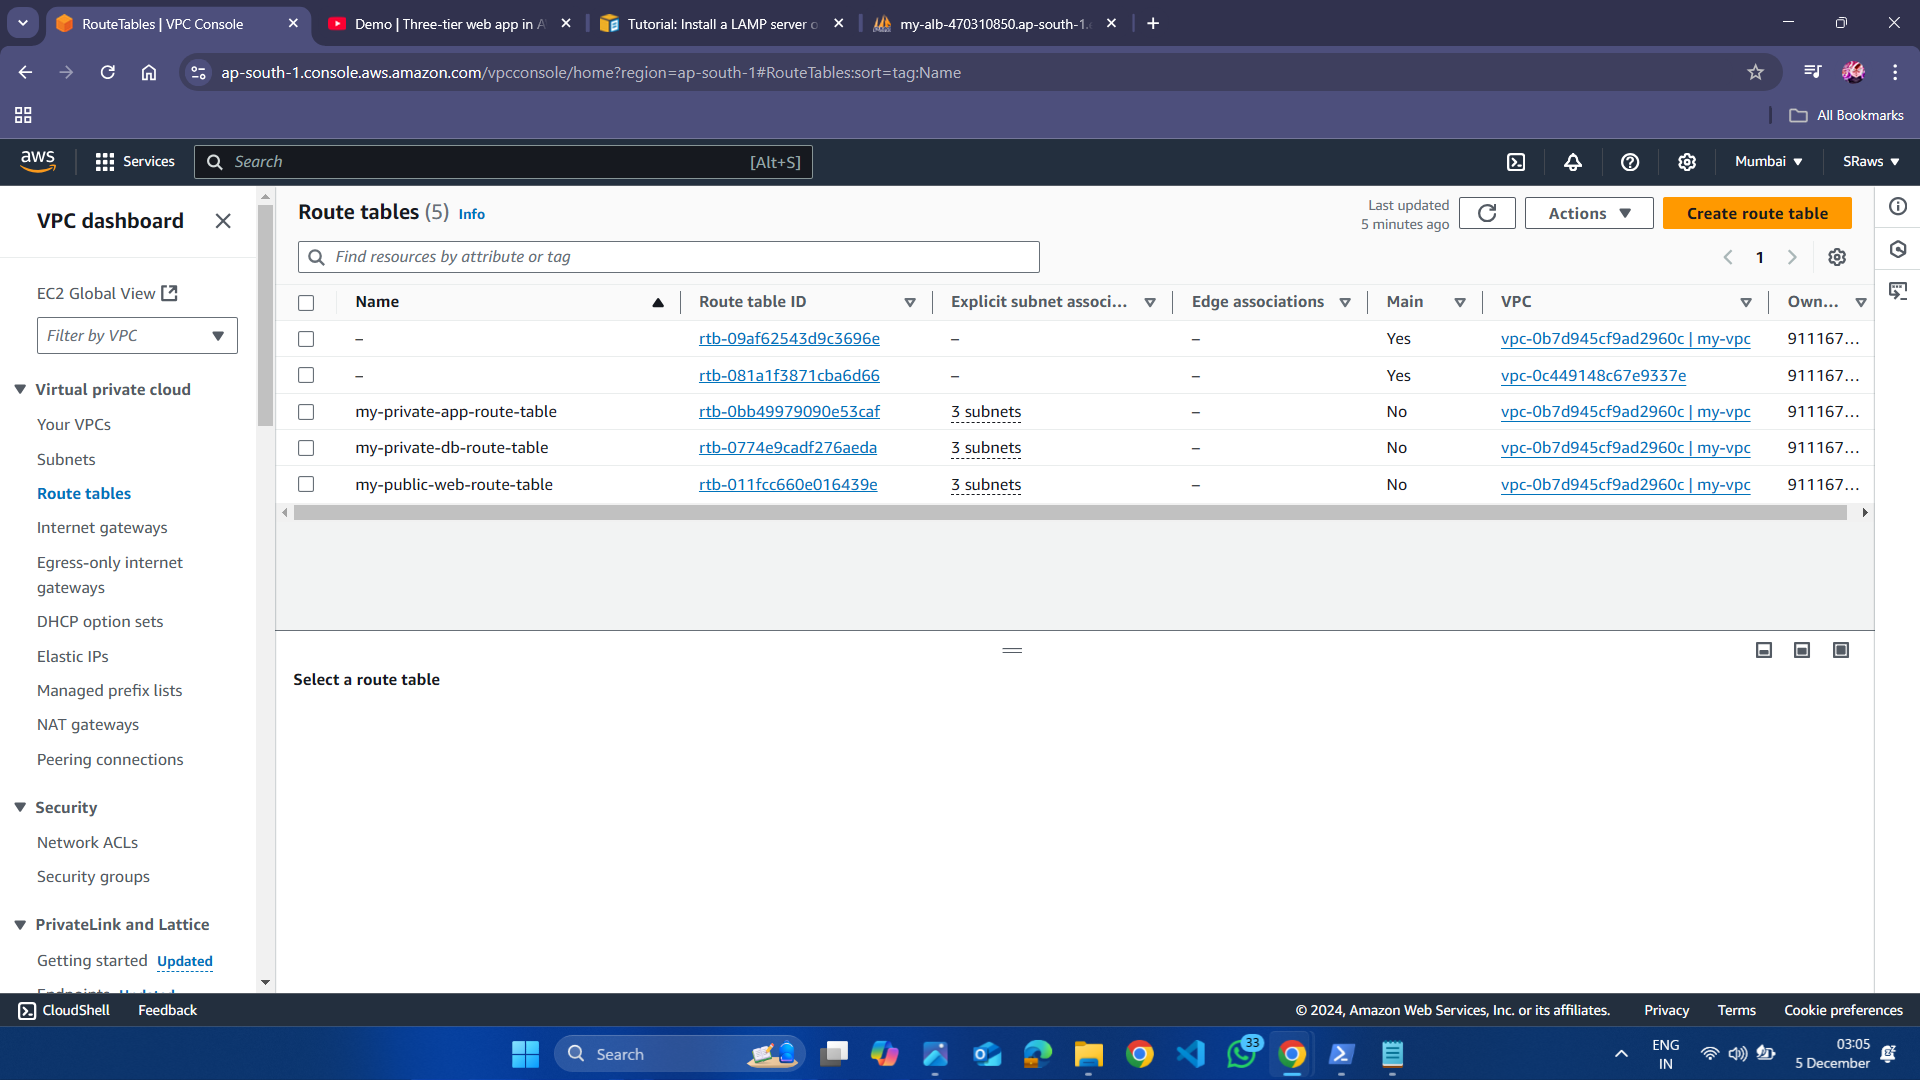 RouteTables | VPC Console
Demo | Three-tier web app in A
Tutorial: Install a LAMP server o
my-alb-470310850.ap-south-1.
ap-south-1.console.aws.amazon.com/vpcconsole/home?region=ap-south-1#RouteTables:sort=tag:Name
All Bookmarks
aws
Services
Search
[Alt+S]
Mumbai
SRaws
VPC dashboard
EC2 Global View
Filter by VPC
Virtual private cloud
Your VPCs
Subnets
Route tables
Internet gateways
Egress-only internet
gateways
DHCP option sets
Elastic IPs
Managed prefix lists
NAT gateways
Peering connections
Security
Network ACLs
Security groups
PrivateLink and Lattice
Getting started Updated
Route tables (5) Info
Last updated
5 minutes ago
Actions
Create route table
Find resources by attribute or tag
1
Name Route table ID Explicit subnet associ... Edge associations Main VPC Own...
– rtb-09af62543d9c3696e – – Yes vpc-0b7d945cf9ad2960c | my-vpc 911167...
– rtb-081a1f3871cba6d66 – – Yes vpc-0c449148c67e9337e 911167...
my-private-app-route-table rtb-0bb49979090e53caf 3 subnets – No vpc-0b7d945cf9ad2960c | my-vpc 911167...
my-private-db-route-table rtb-0774e9cadf276aeda 3 subnets – No vpc-0b7d945cf9ad2960c | my-vpc 911167...
my-public-web-route-table rtb-011fcc660e016439e 3 subnets – No vpc-0b7d945cf9ad2960c | my-vpc 911167...
Select a route table
CloudShell
Feedback
© 2024, Amazon Web Services, Inc. or its affiliates.
Privacy
Terms
Cookie preferences
Search
33
ENG
IN
03:05
5 December